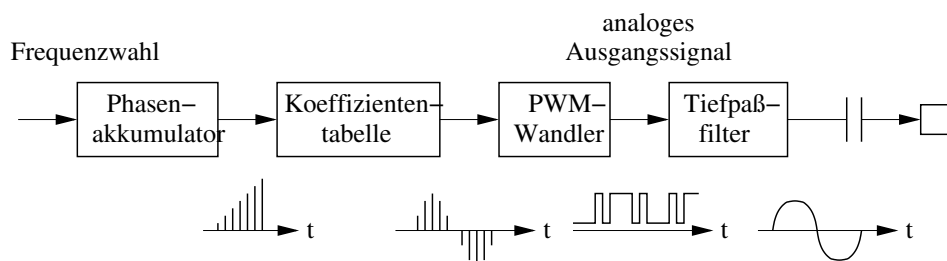 analoges
Ausgangssignal
Frequenzwahl
Phasen−
akkumulator
Koeffizienten−
tabelle
PWM−
Wandler
Tiefpaß−
filter
t
t
t
t